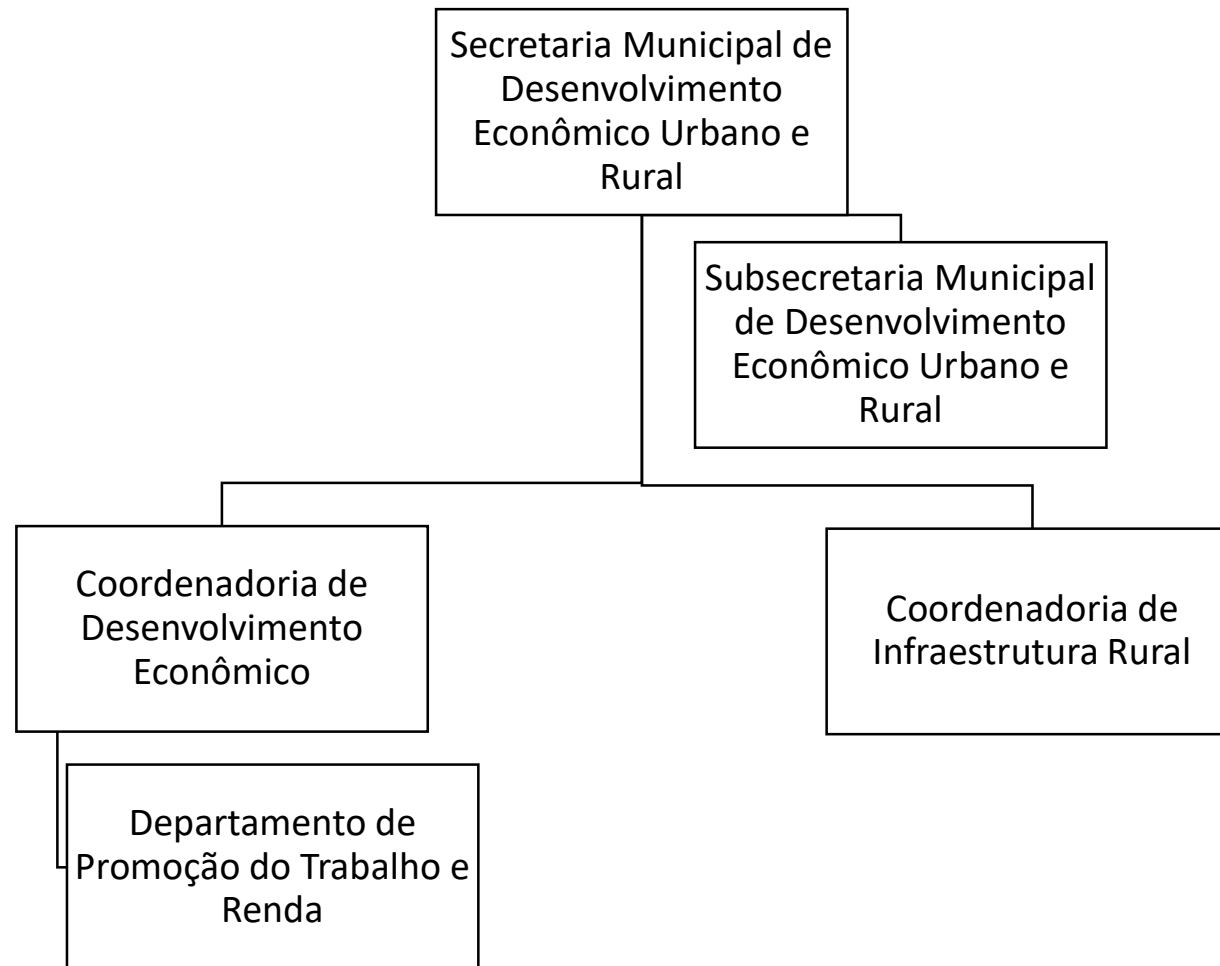 Secretaria Municipal de
Desenvolvimento
Econômico Urbano e
Rural
Subsecretaria Municipal
de Desenvolvimento
Econômico Urbano e
Rural
Coordenadoria de
Desenvolvimento
Econômico
Coordenadoria de
Infraestrutura Rural
Departamento de
Promoção do Trabalho e
Renda